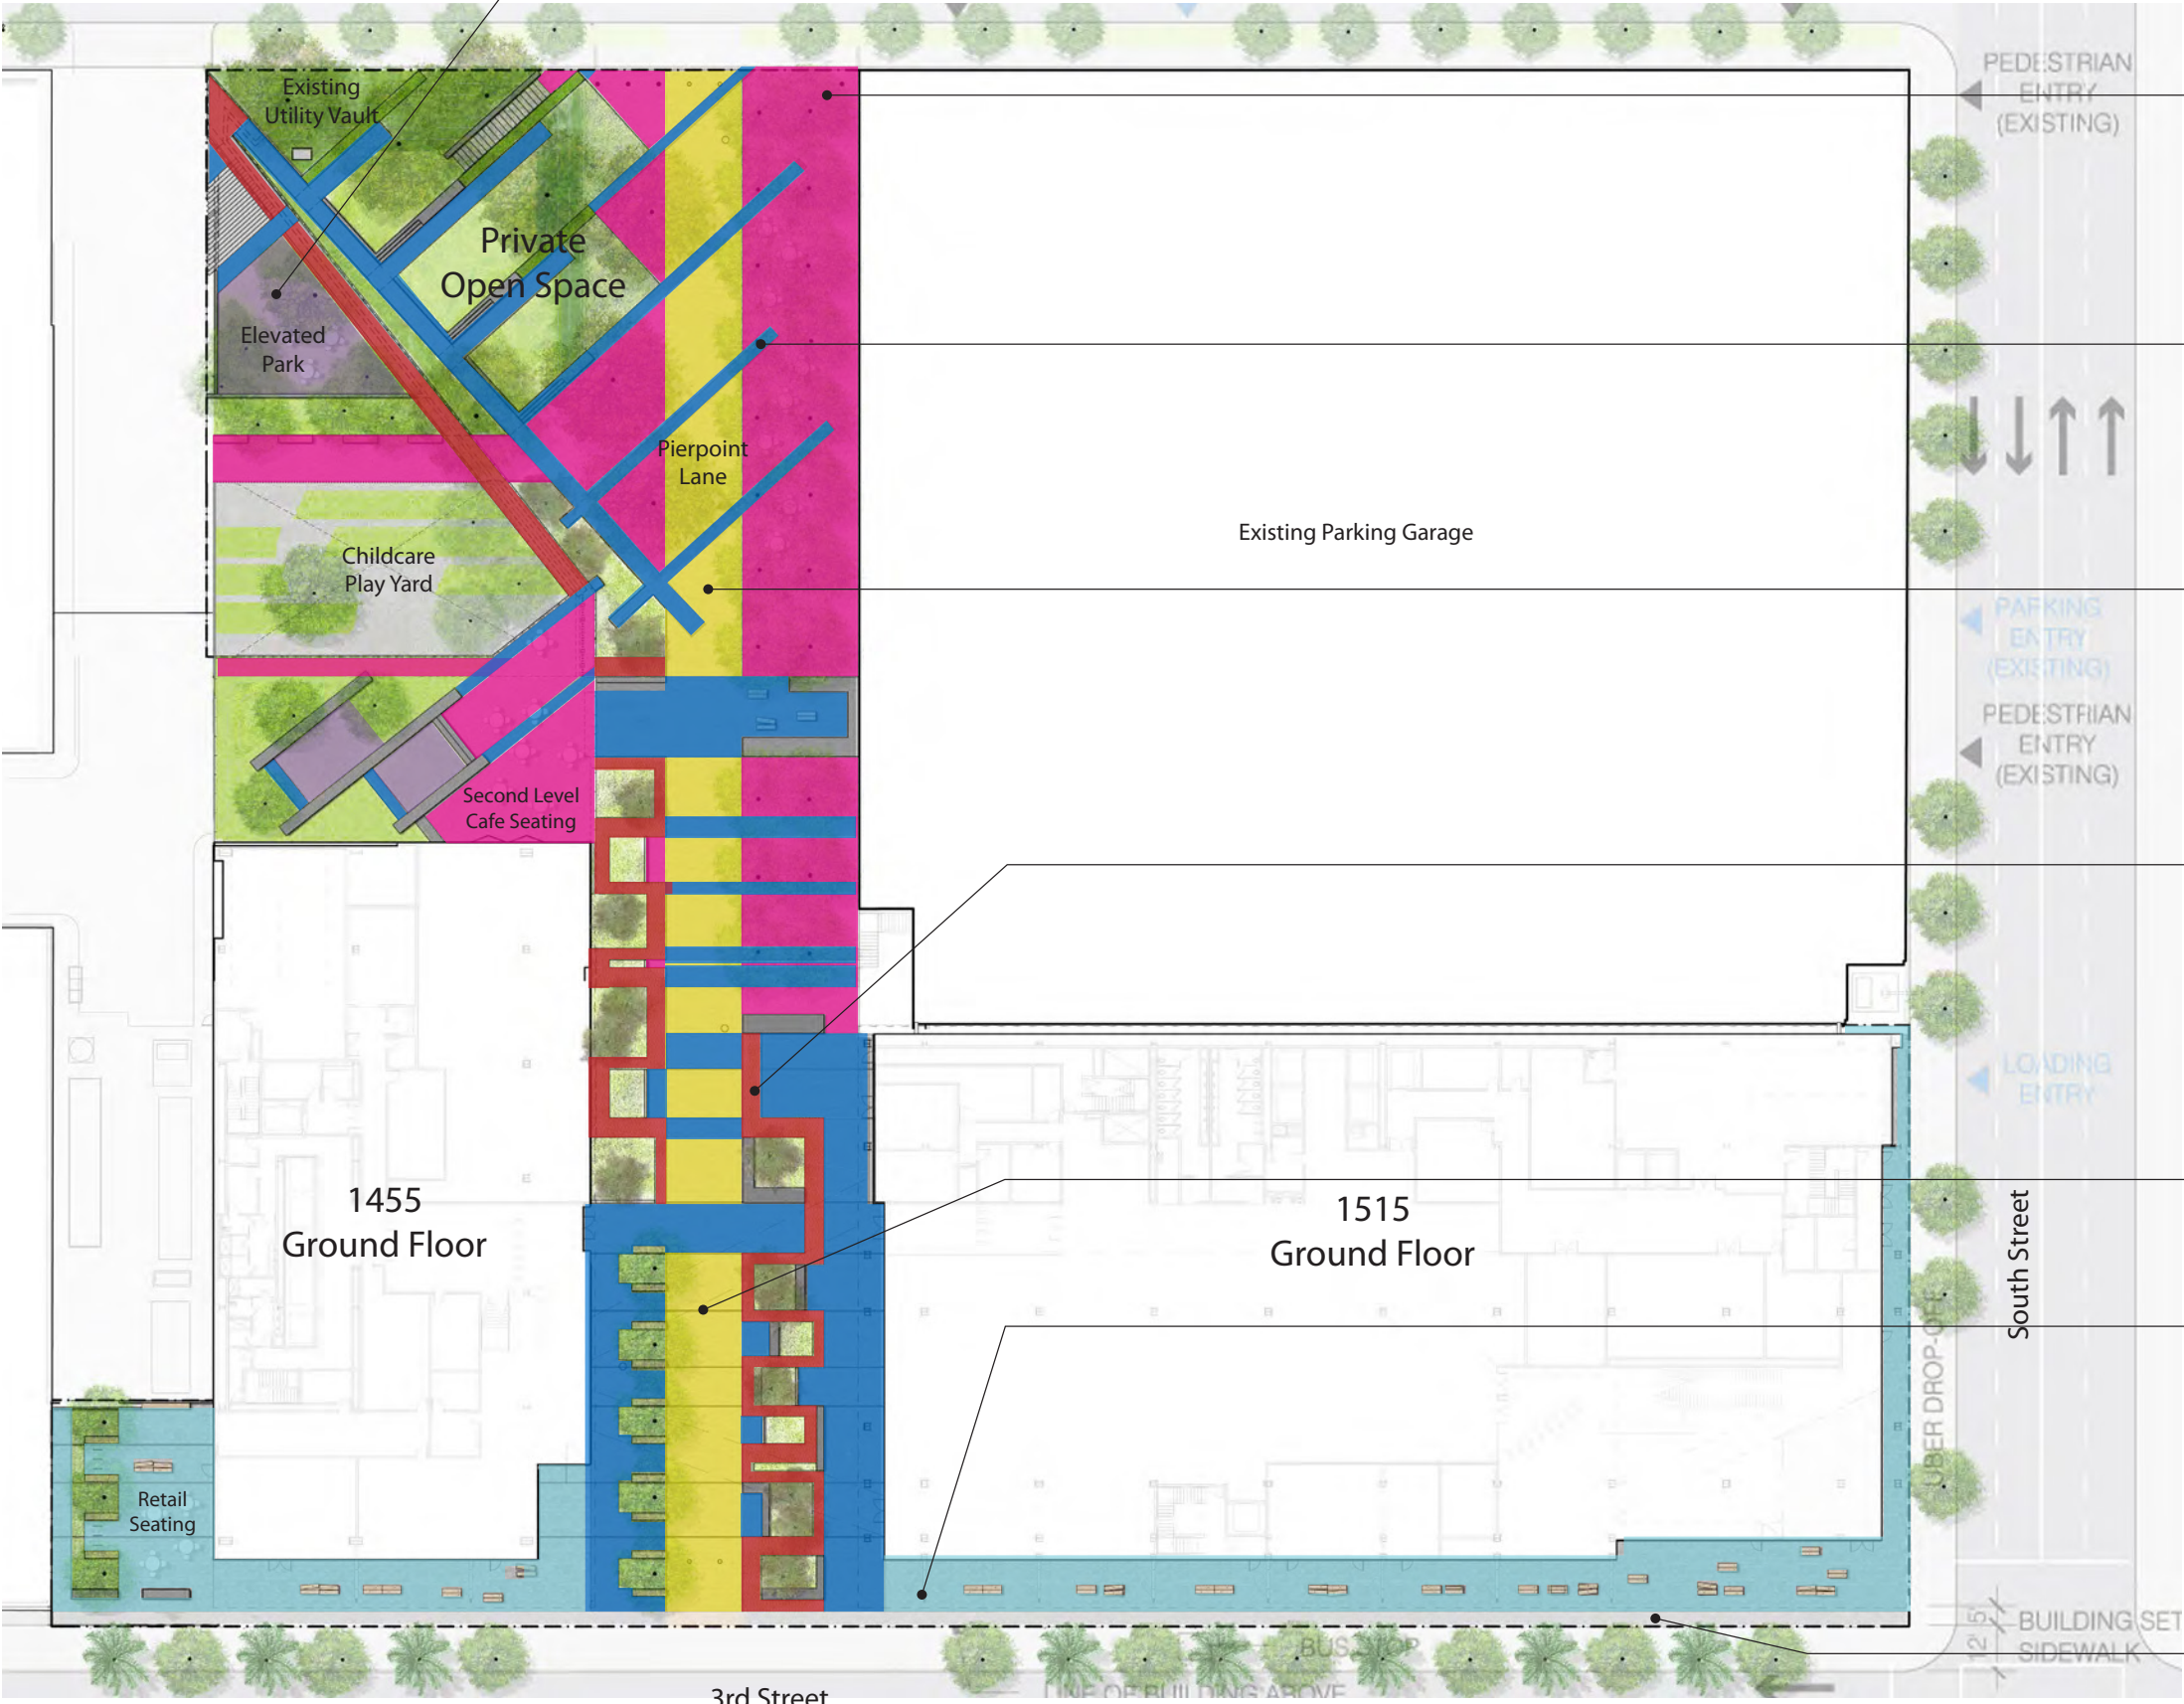 PEDESTRIAN
ENTRY
(EXISTING)
Existing
Utility Vault
Private
Open Space
Elevated
Park
Pierpoint
Lane
Existing Parking Garage
Childcare
Play Yard
PARKING
ENTRY
(EXISTING)
PEDESTRIAN
ENTRY
(EXISTING)
Second Level
Cafe Seating
LOADING
ENTRY
1455
Ground Floor
1515
Ground Floor
South Street
UBER DROP-OFF
Retail
Seating
12.5'
BUILDING SET
SIDEWALK
BUS STOP
3rd Street
LINE OF BUILDING ABOVE